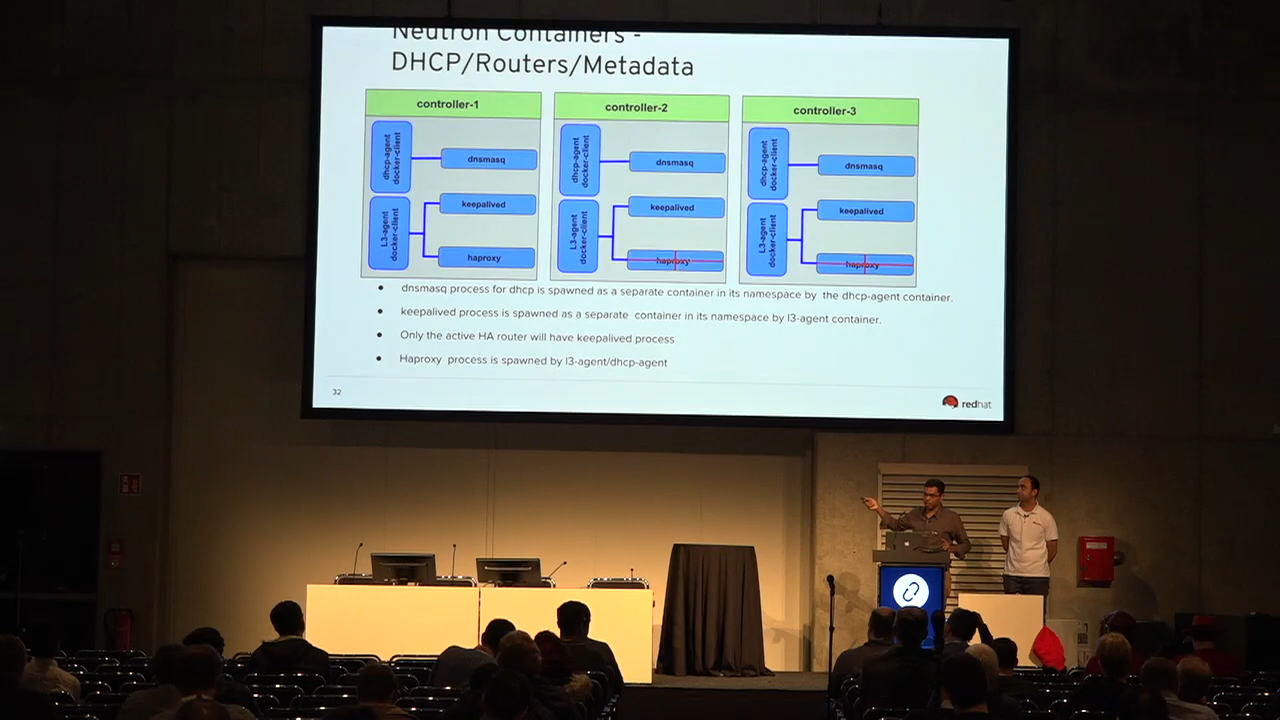 Neutron Containers -
DHCP/Routers/Metadata
controller-1
dhcp-agent
docker-client
dnsmasq
L3-agent
docker-client
keepalived
haproxy
controller-2
dhcp-agent
docker-client
dnsmasq
L3-agent
docker-client
keepalived
haproxy
controller-3
dhcp-agent
docker-client
dnsmasq
L3-agent
docker-client
keepalived
haproxy
• dnsmasq process for dhcp is spawned as a separate container in its namespace by the dhcp-agent container.
• keepalived process is spawned as a separate container in its namespace by l3-agent container.
• Only the active HA router will have keepalived process
• Haproxy process is spawned by l3-agent/dhcp-agent
32
redhat